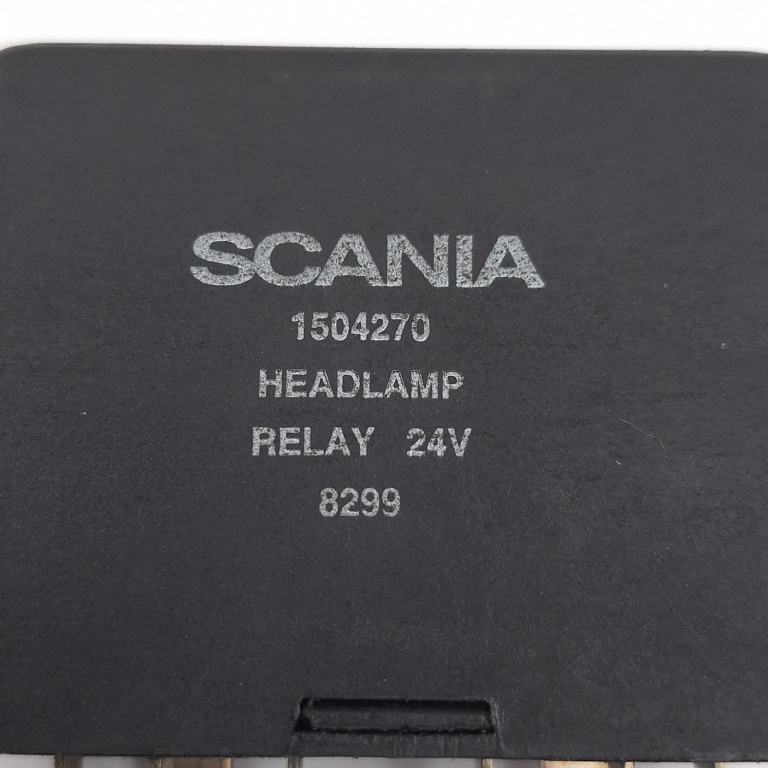 SCANIA
1504270
HEADLAMP
RELAY 24V
8299